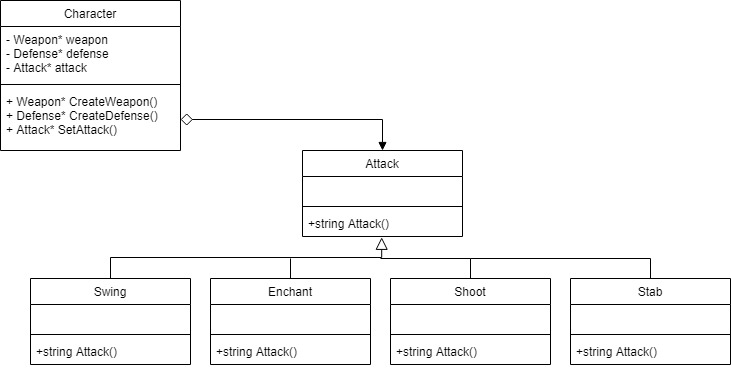 Character
- Weapon* weapon
- Defense* defense
- Attack* attack
+ Weapon* CreateWeapon()
+ Defense* CreateDefense()
+ Attack* SetAttack()
Attack
+string Attack()
Swing
+string Attack()
Enchant
+string Attack()
Shoot
+string Attack()
Stab
+string Attack()